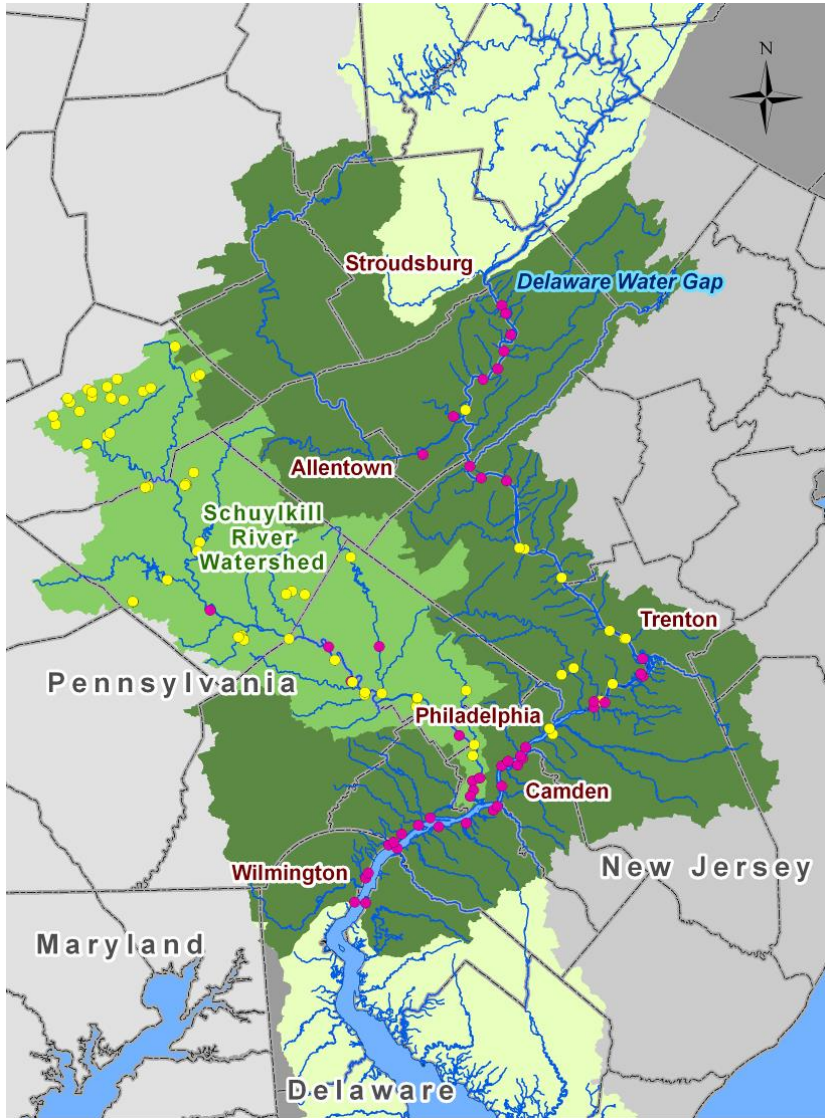 N
Stroudsburg
Delaware Water Gap
Allentown
Schuylkill
River
Watershed
Trenton
Pennsylvania
Philadelphia
Camden
New Jersey
Wilmington
Maryland
Delaware